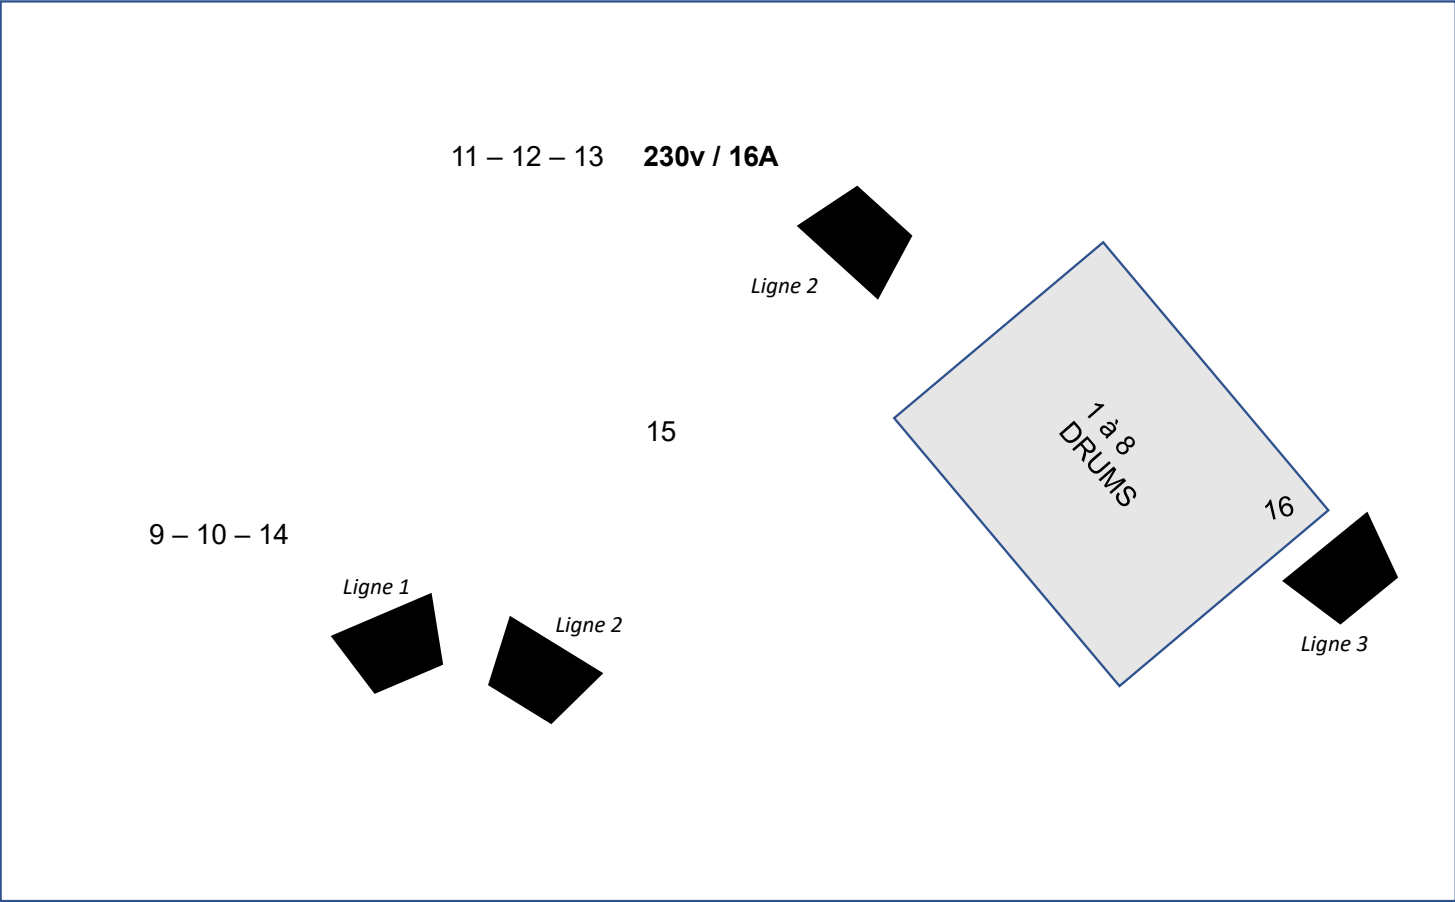 11 – 12 – 13 230v / 16A
Ligne 2
1 à 8
DRUMS
15
16
9 – 10 – 14
Ligne 1
Ligne 2
Ligne 3